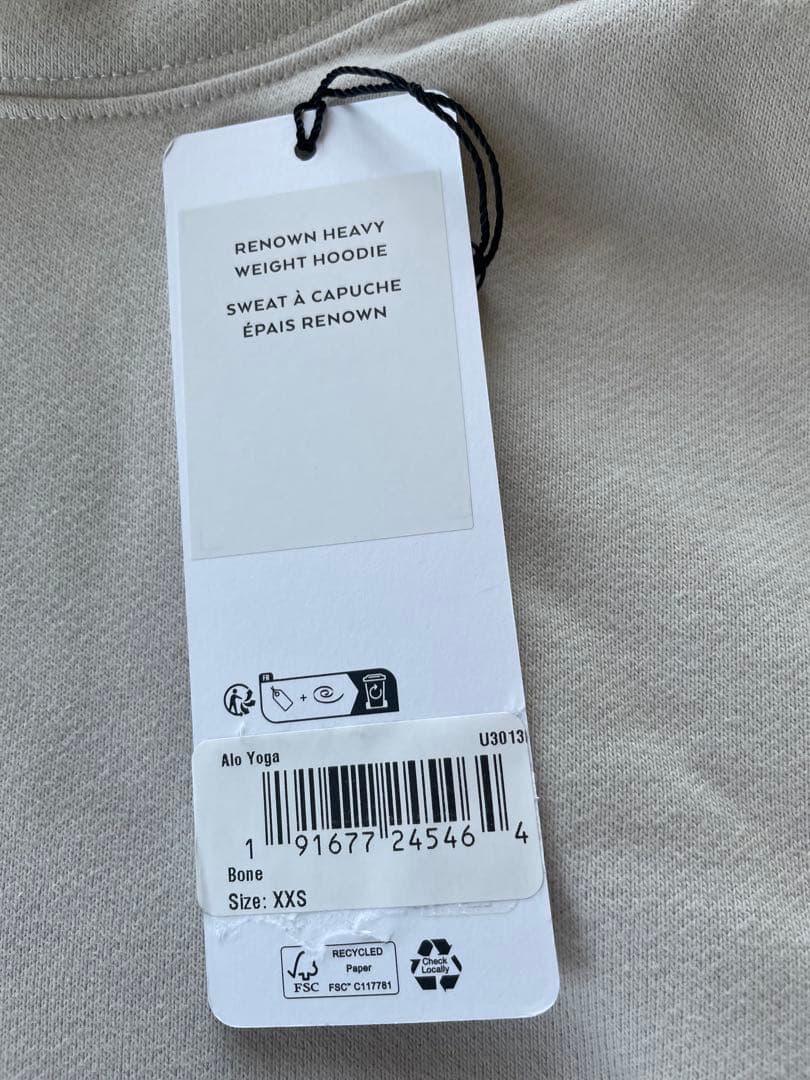 RENOWN HEAVY
WEIGHT HOODIE
SWEAT À CAPUCHE
ÉPAIS RENOWN
FR
+
Alo Yoga
U3013
1 91677 24546 4
Bone
Size: XXS
FSC
RECYCLED
Paper
FSC™ C117781
Check
Locally